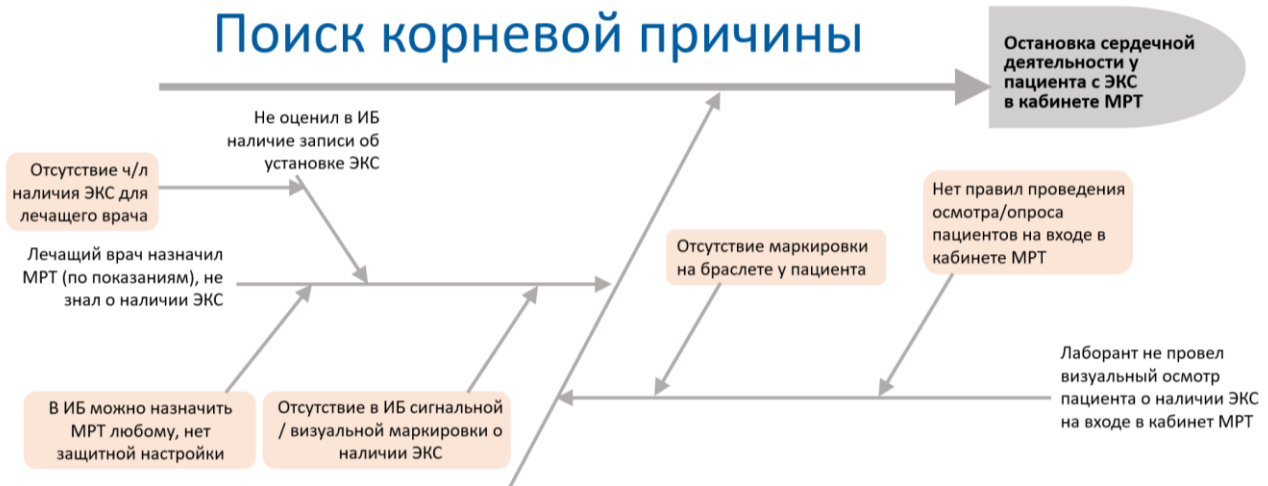 Поиск корневой причины
Остановка сердечной
деятельности у
пациента с ЭКС
в кабинете МРТ
Не оценил в ИБ
наличие записи об
установке ЭКС
Отсутствие ч/л
наличия ЭКС для
лечащего врача
Лечащий врач назначил
МРТ (по показаниям), не
знал о наличии ЭКС
В ИБ можно назначить
МРТ любому, нет
защитной настройки
Отсутствие в ИБ сигнальной
/ визуальной маркировки о
наличии ЭКС
Отсутствие маркировки
на браслете у пациента
Нет правил проведения
осмотра/опроса
пациентов на входе в
кабинете МРТ
Лаборант не провел
визуальный осмотр
пациента о наличии ЭКС
на входе в кабинет МРТ